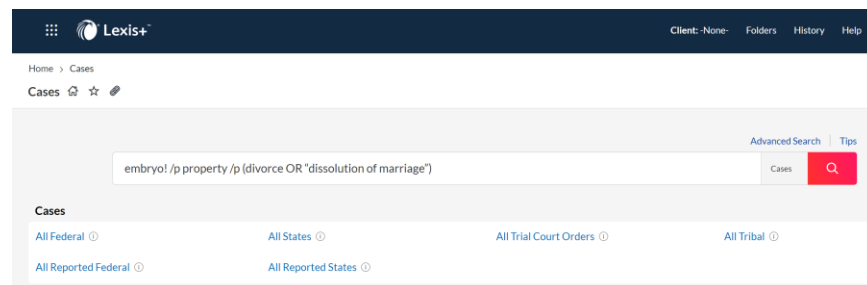 Lexis+ Client: -None- Folders History Help
Home > Cases
Cases
Advanced Search | Tips
embryo! /p property /p (divorce OR “dissolution of marriage”) Cases
Cases
All Federal All States All Trial Court Orders All Tribal
All Reported Federal All Reported States